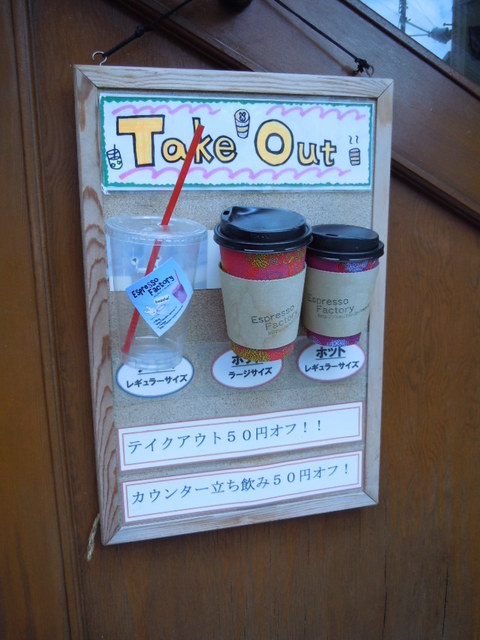 Take Out
Espresso
Factory
Espresso
Factory
Espresso
Factory
レギュラーサイズ
ホット
ラージサイズ
ホット
レギュラーサイズ
テイクアウト５０円オフ！！
カウンター立ち飲み５０円オフ！